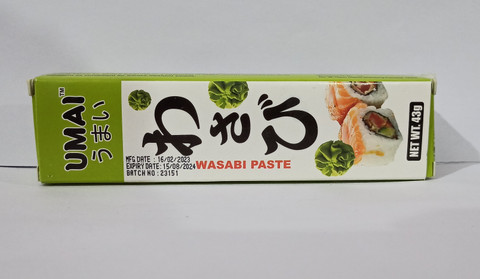 UMAI™
うまい
わさび
WASABI PASTE
MFG DATE : 16/02/2023
EXPIRY DATE: 15/08/2024
BATCH NO : 23151
NET WT. 43g